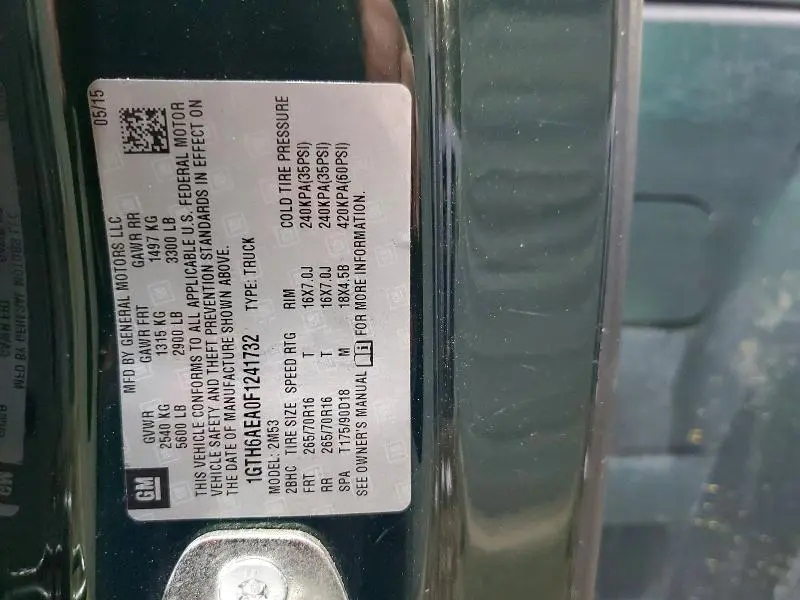 05/15
GM
MFD BY GENERAL MOTORS LLC
GVWR GAWR FRT GAWR RR
2540 KG 1315 KG 1497 KG
5600 LB 2900 LB 3300 LB
THIS VEHICLE CONFORMS TO ALL APPLICABLE U.S. FEDERAL MOTOR
VEHICLE SAFETY AND THEFT PREVENTION STANDARDS IN EFFECT ON
THE DATE OF MANUFACTURE SHOWN ABOVE.
1GTH6AEA0F1241732 TYPE: TRUCK
MODEL: 2M53
2BHC TIRE SIZE SPEED RTG RIM COLD TIRE PRESSURE
FRT 265/70R16 T 16X7.0J 240KPA(35PSI)
RR 265/70R16 T 16X7.0J 240KPA(35PSI)
SPA T175/90D18 M 18X4.5B 420KPA(60PSI)
SEE OWNER'S MANUAL i FOR MORE INFORMATION.